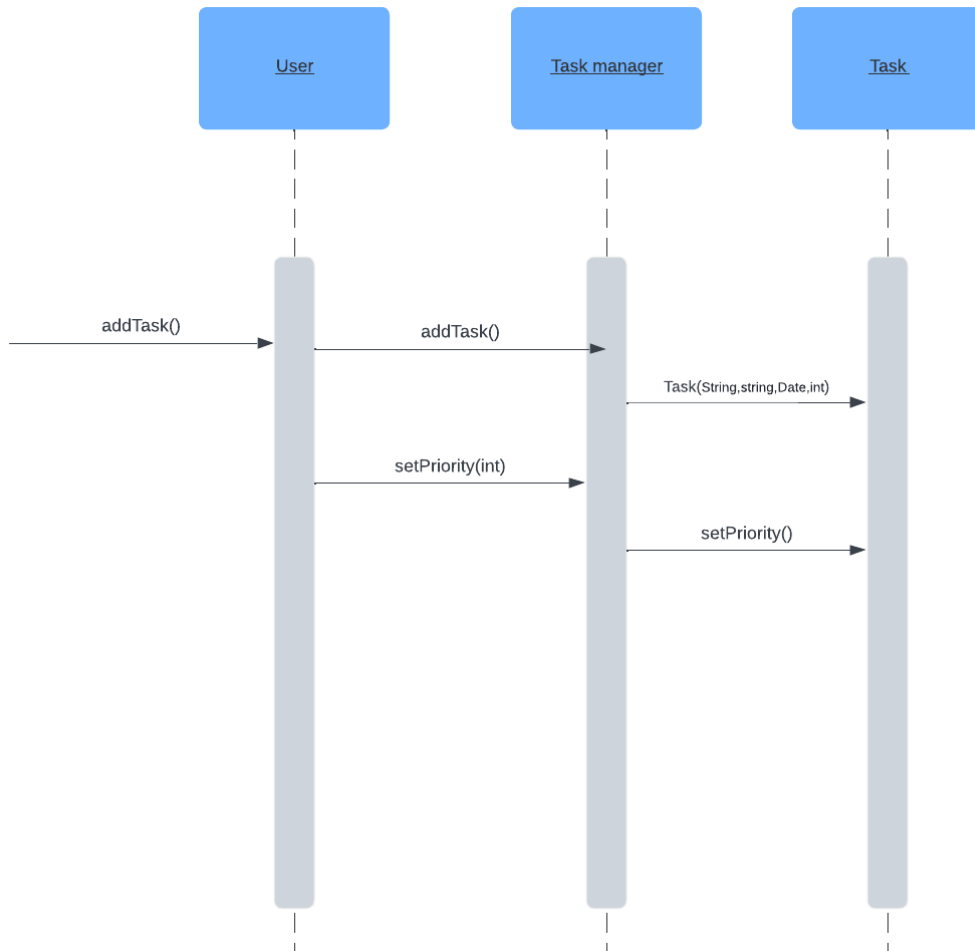 User
Task manager
Task
addTask()
addTask()
Task(String,string,Date,int)
setPriority(int)
setPriority()